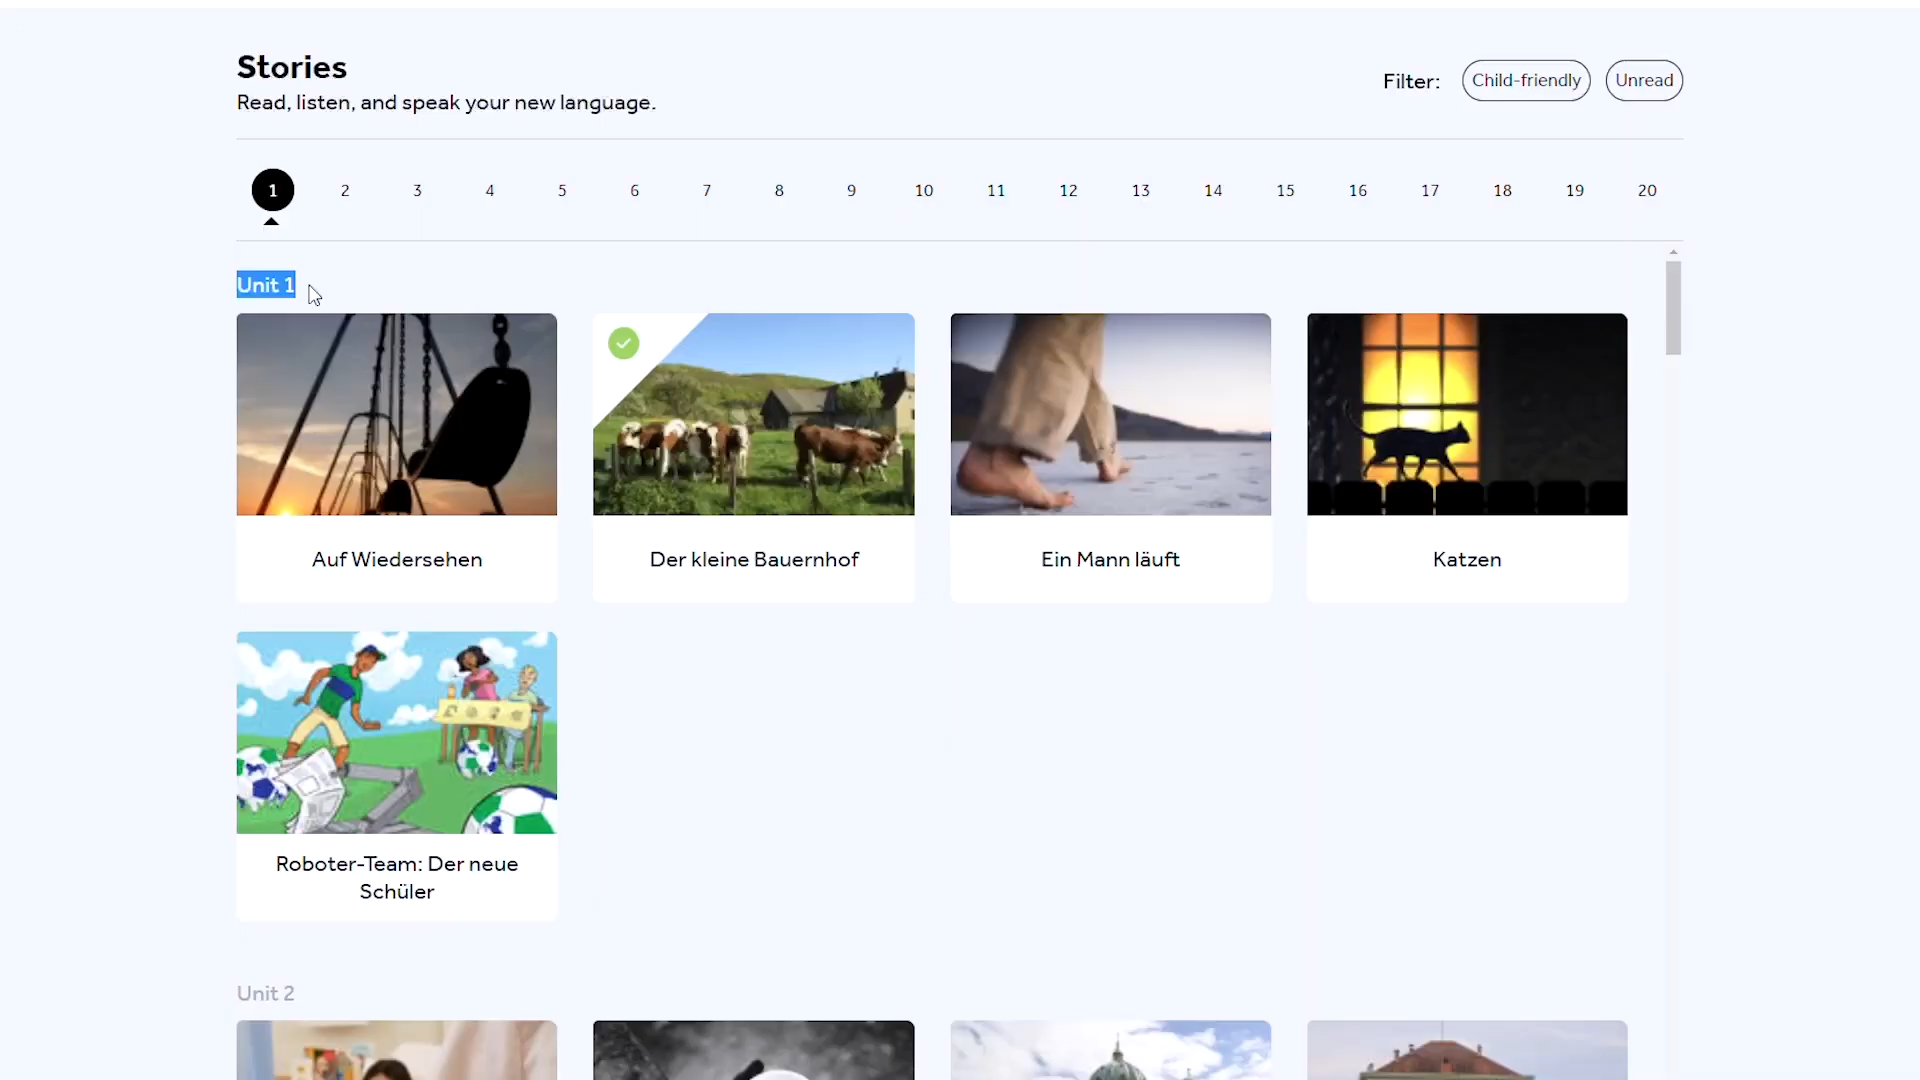 Stories
Read, listen, and speak your new language.
Filter: Child-friendly Unread
1 2 3 4 5 6 7 8 9 10 11 12 13 14 15 16 17 18 19 20
Unit 1
Auf Wiedersehen
Der kleine Bauernhof
Ein Mann läuft
Katzen
Roboter-Team: Der neue
Schüler
Unit 2